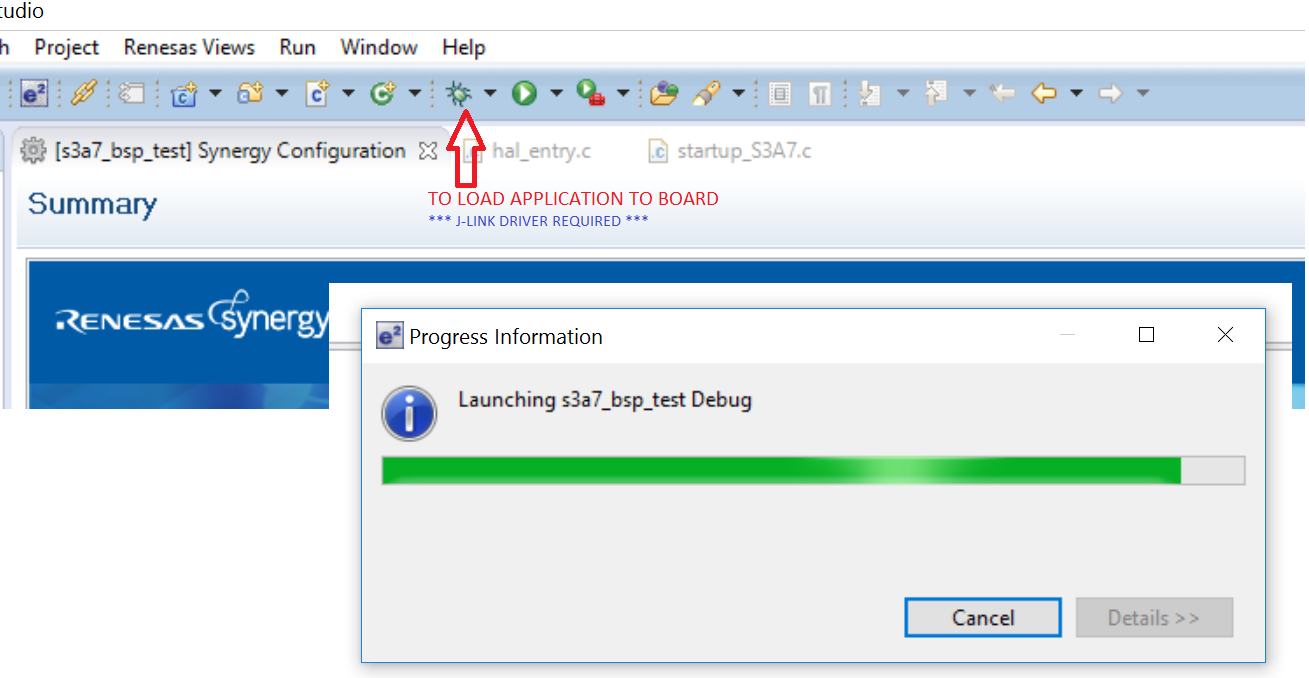 tudio
h Project Renesas Views Run Window Help
[s3a7_bsp_test] Synergy Configuration
.c hal_entry.c
.c startup_S3A7.c
TO LOAD APPLICATION TO BOARD
*** J-LINK DRIVER REQUIRED ***
Summary
RENESAS Synergy
e² Progress Information
Launching s3a7_bsp_test Debug
Cancel
Details >>